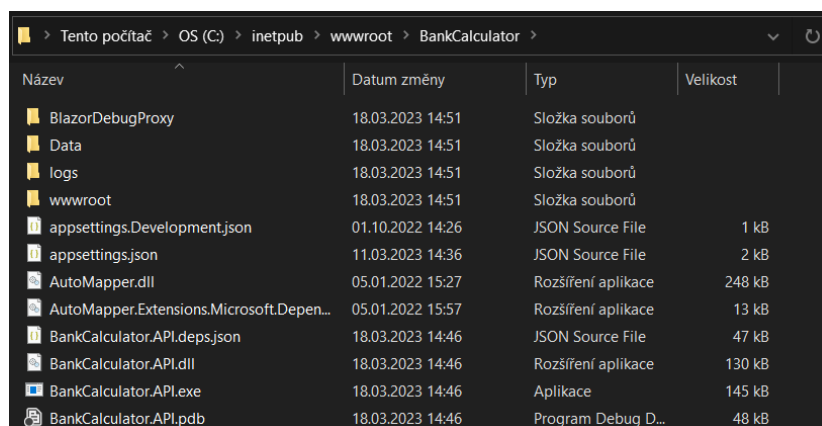 Tento počítač > OS (C:) > inetpub > wwwroot > BankCalculator >
Název Datum změny Typ Velikost
BlazorDebugProxy 18.03.2023 14:51 Složka souborů
Data 18.03.2023 14:51 Složka souborů
logs 18.03.2023 14:51 Složka souborů
wwwroot 18.03.2023 14:51 Složka souborů
appsettings.Development.json 01.10.2022 14:26 JSON Source File 1 kB
appsettings.json 11.03.2023 14:36 JSON Source File 2 kB
AutoMapper.dll 05.01.2022 15:27 Rozšíření aplikace 248 kB
AutoMapper.Extensions.Microsoft.Depen... 05.01.2022 15:57 Rozšíření aplikace 13 kB
BankCalculator.API.deps.json 18.03.2023 14:46 JSON Source File 47 kB
BankCalculator.API.dll 18.03.2023 14:46 Rozšíření aplikace 130 kB
BankCalculator.API.exe 18.03.2023 14:46 Aplikace 145 kB
BankCalculator.API.pdb 18.03.2023 14:46 Program Debug D... 48 kB